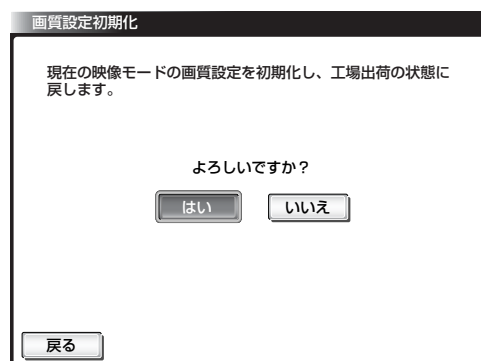 画質設定初期化
現在の映像モードの画質設定を初期化し、工場出荷の状態に
戻します。
よろしいですか？
はい いいえ
戻る